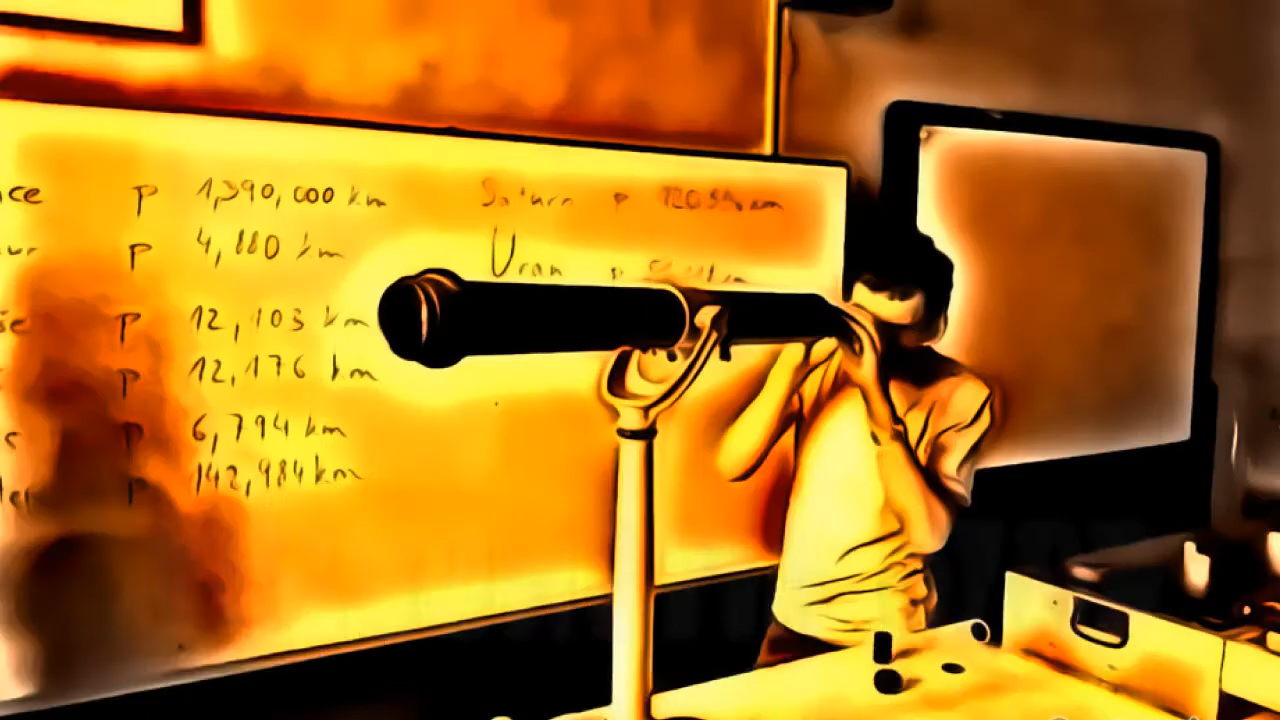 ce p 1,390,000 km Saturn p
p 4,880 km Uran p
p 12,103 km
p 12,176 km
p 6,794 km
p 142,984 km